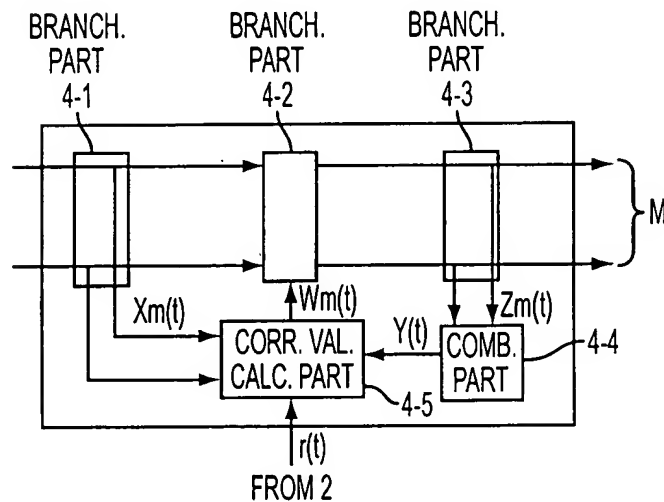 BRANCH.
PART
4-1
BRANCH.
PART
4-2
BRANCH.
PART
4-3
M
Xm(t)
Wm(t)
Y(t)
Zm(t)
CORR. VAL.
CALC. PART
COMB.
PART
4-4
4-5
r(t)
FROM 2